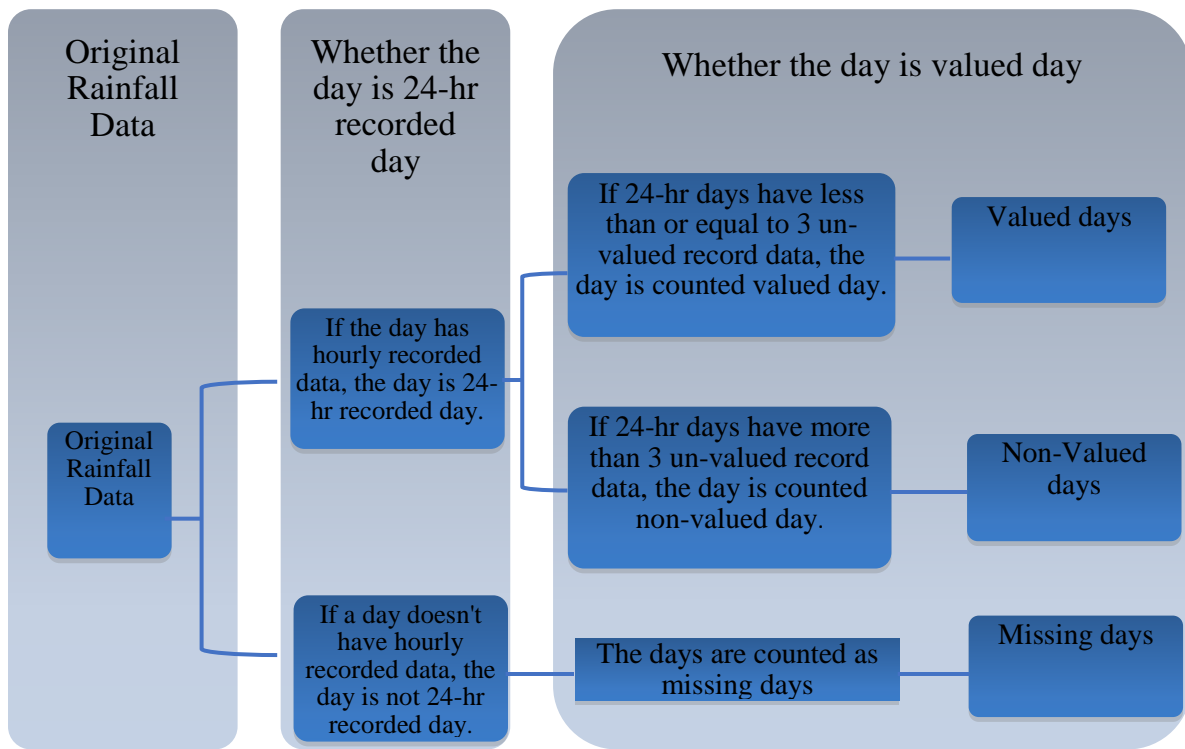 Original
Rainfall
Data
Whether the
day is 24-hr
recorded
day
Whether the day is valued day
Original
Rainfall
Data
If the day has
hourly recorded
data, the day is 24-
hr recorded day.
If a day doesn't
have hourly
recorded data, the
day is not 24-hr
recorded day.
If 24-hr days have less
than or equal to 3 un-
valued record data, the
day is counted valued day.
Valued days
If 24-hr days have more
than 3 un-valued record
data, the day is counted
non-valued day.
Non-Valued
days
The days are counted as
missing days
Missing days